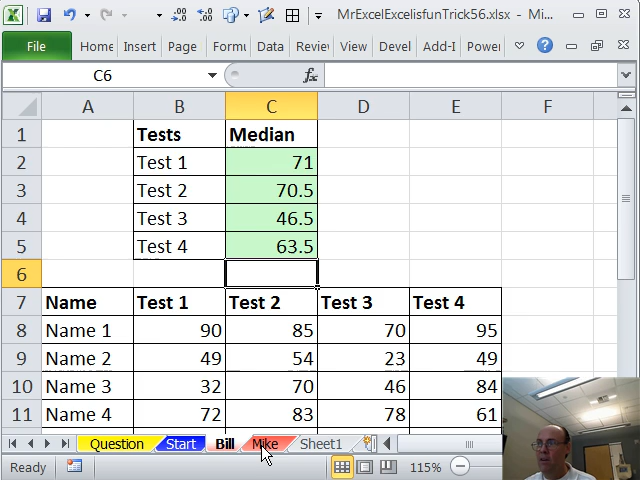 MrExcelExcelisfunTrick56.xlsx - Mi...
File Home Inser Page Formu Data Reviev View Devel Add-I Power
C6 fx
A B C D E F
1 Tests Median
2 Test 1 71
3 Test 2 70.5
4 Test 3 46.5
5 Test 4 63.5
6
7 Name Test 1 Test 2 Test 3 Test 4
8 Name 1 90 85 70 95
9 Name 2 49 54 23 49
10 Name 3 32 70 46 84
11 Name 4 72 83 78 61
Question Start Bill Mike Sheet1
Ready 115%